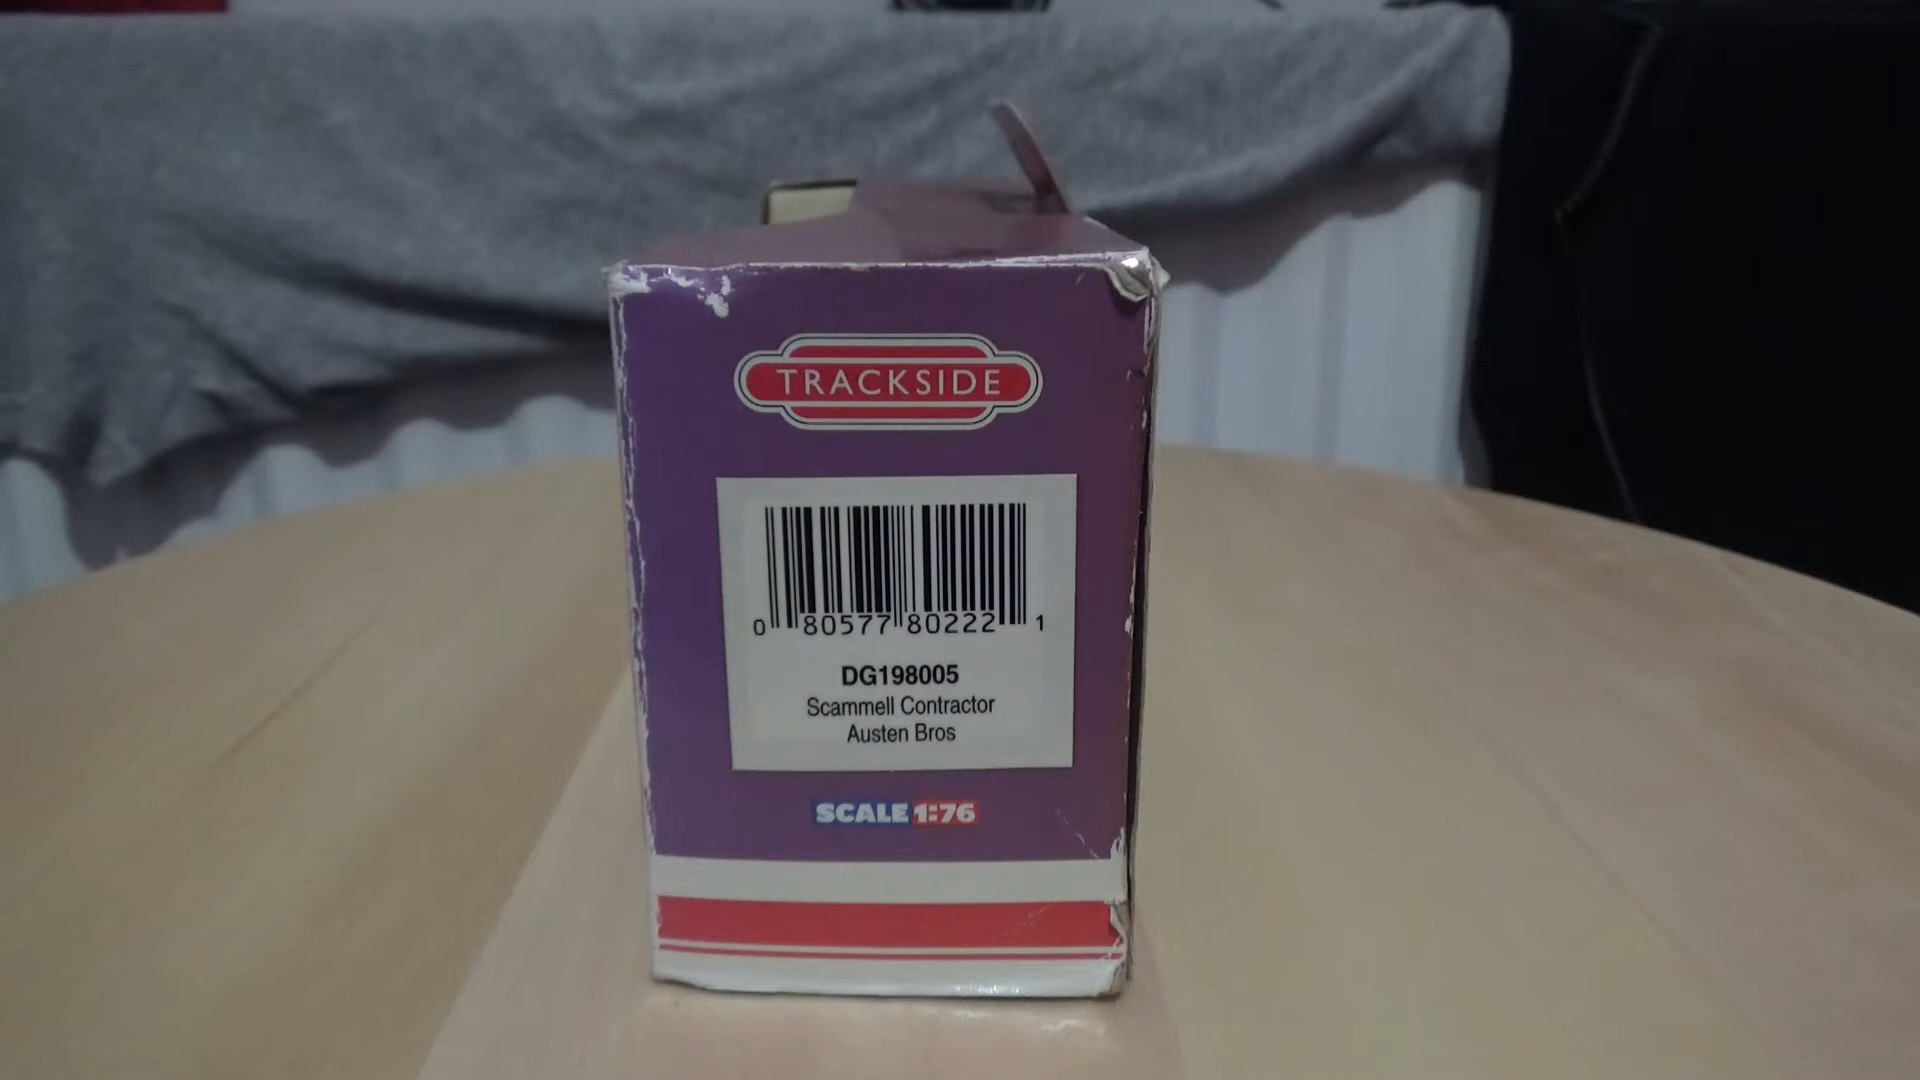 TRACKSIDE
0 80577 80222 1
DG198005
Scammell Contractor
Austen Bros
SCALE 1:76